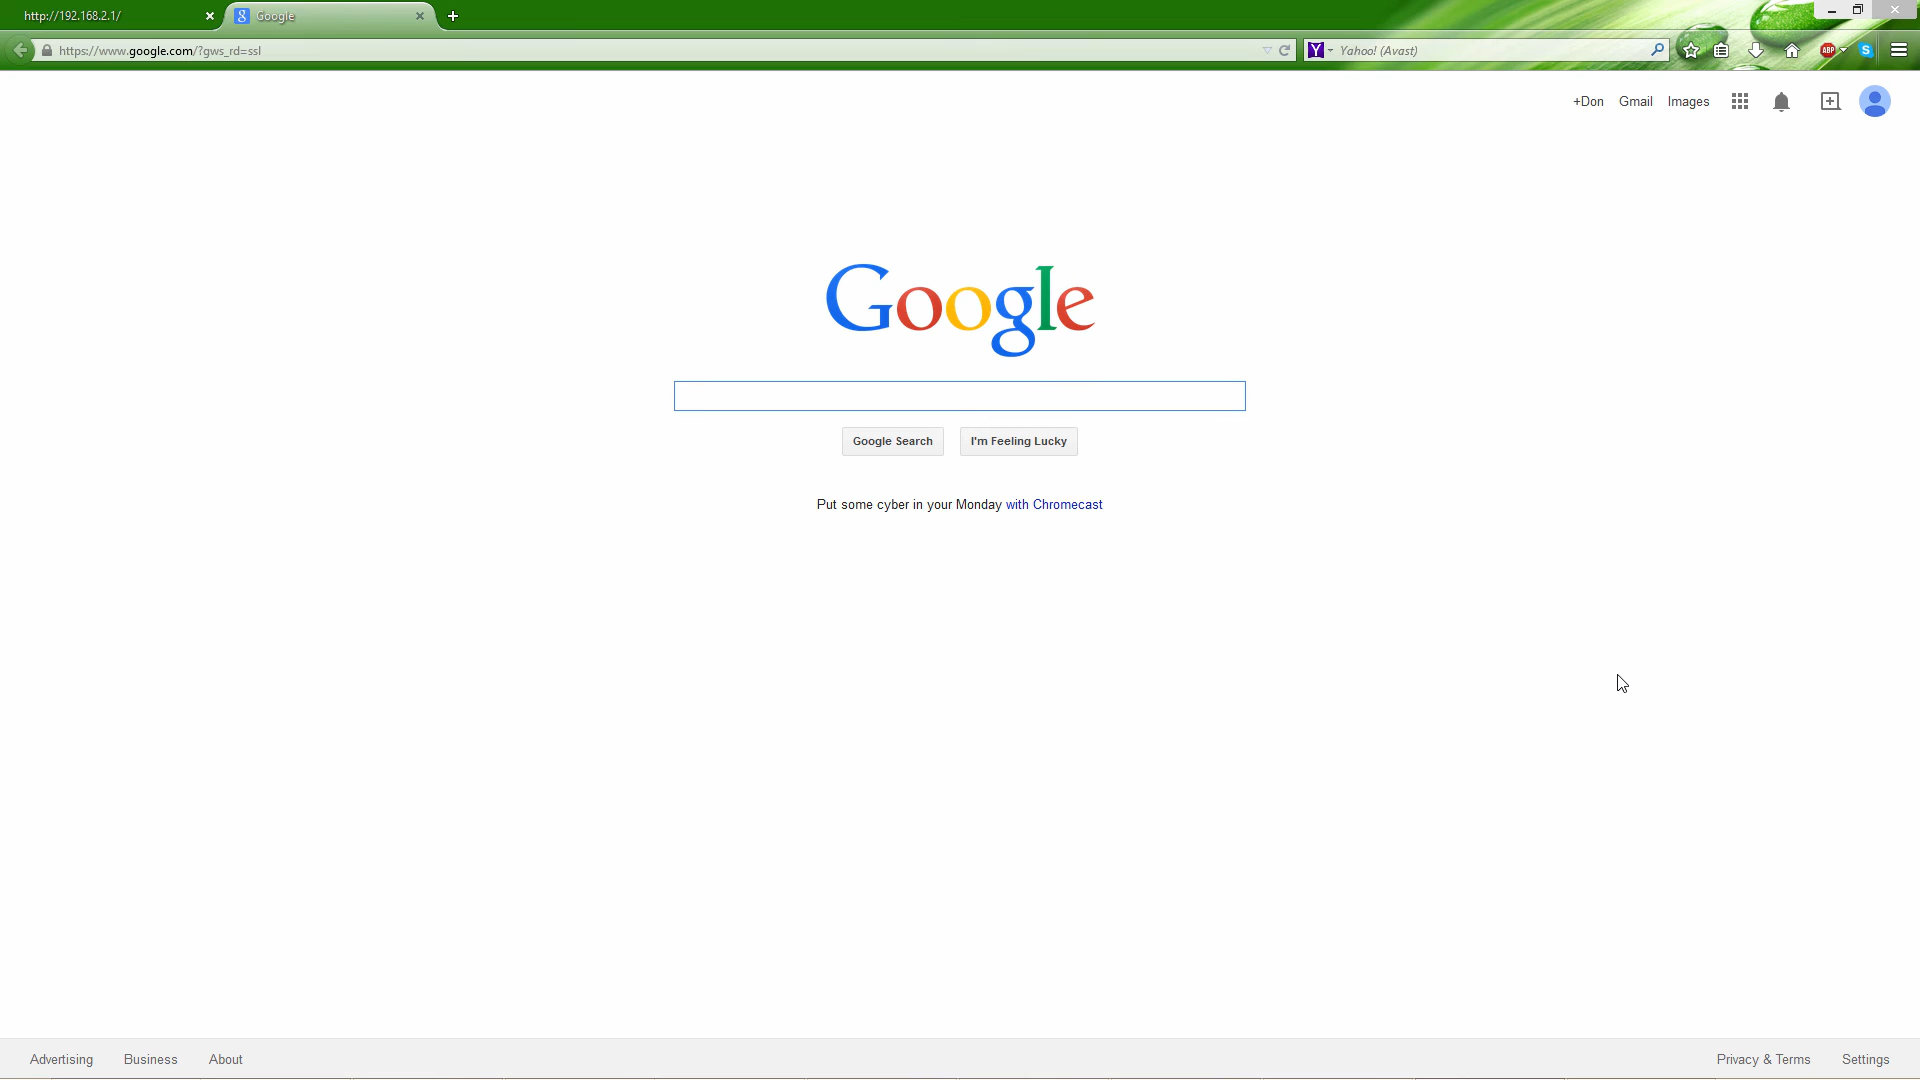 http://192.168.2.1/
Google
https://www.google.com/?gws_rd=ssl
Yahoo! (Avast)
+Don Gmail Images
Google
Google Search I'm Feeling Lucky
Put some cyber in your Monday with Chromecast
Advertising Business About Privacy & Terms Settings